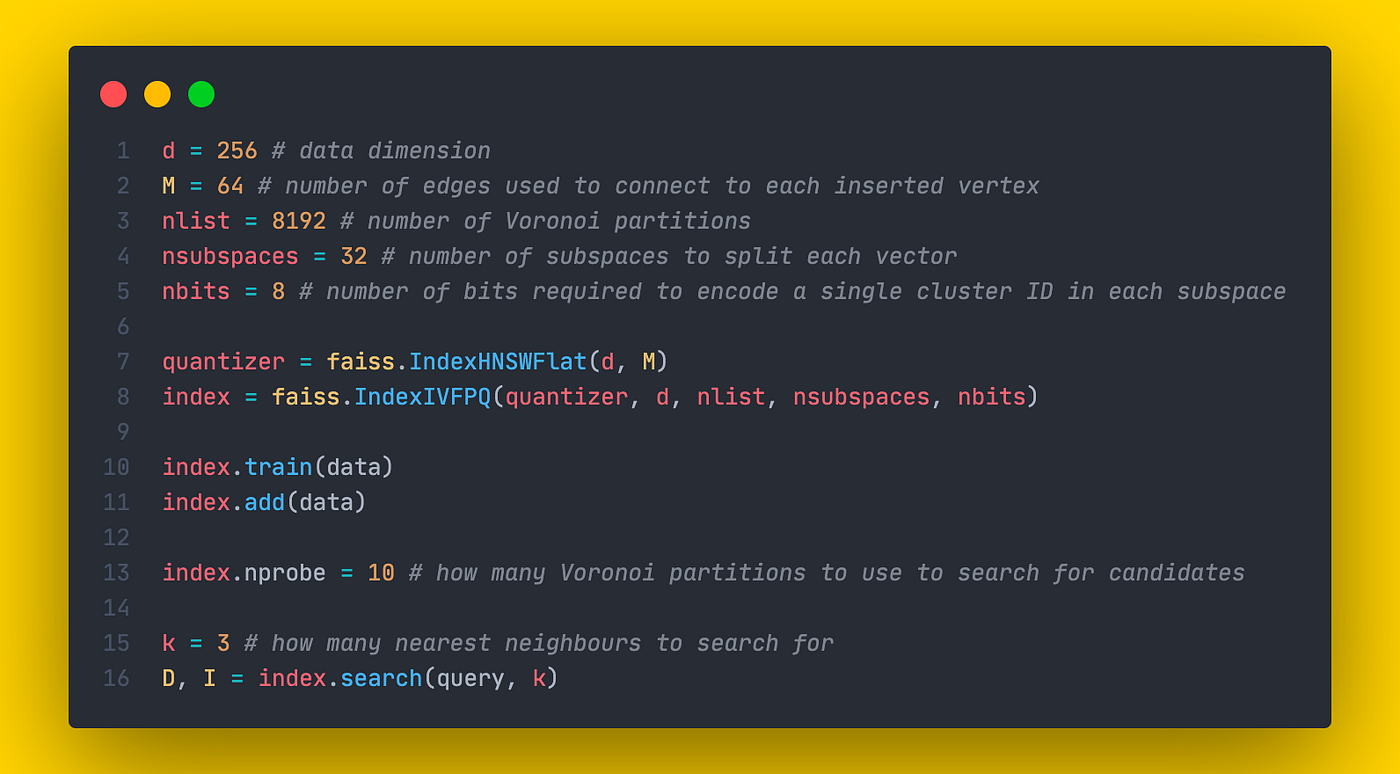 1 d = 256 # data dimension
2 M = 64 # number of edges used to connect to each inserted vertex
3 nlist = 8192 # number of Voronoi partitions
4 nsubspaces = 32 # number of subspaces to split each vector
5 nbits = 8 # number of bits required to encode a single cluster ID in each subspace
6
7 quantizer = faiss.IndexHNSWFlat(d, M)
8 index = faiss.IndexIVFPQ(quantizer, d, nlist, nsubspaces, nbits)
9
10 index.train(data)
11 index.add(data)
12
13 index.nprobe = 10 # how many Voronoi partitions to use to search for candidates
14
15 k = 3 # how many nearest neighbours to search for
16 D, I = index.search(query, k)